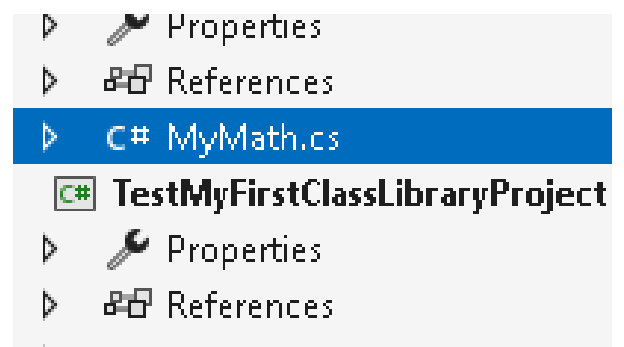 Properties
References
C# MyMath.cs
C# TestMyFirstClassLibraryProject
Properties
References